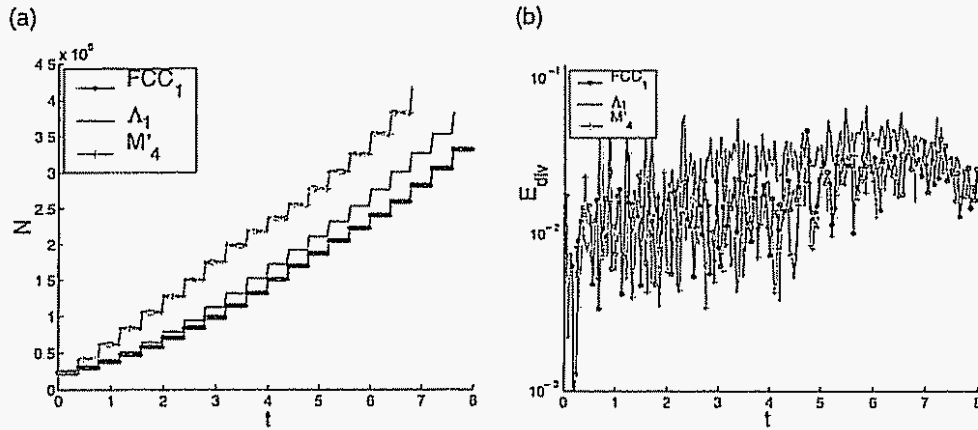 (a)
x 10⁵
4 5
4
3 5
3
2 5
2
1 5
1
0 5
0
N
FCC₁
Λ₁
M'₄
0 1 2 3 4 5 6 7 8
t
(b)
10⁻¹
10⁻²
10⁻³
E_div
FCC₁
Λ₁
M'₄
0 1 2 3 4 5 6 7 8
t